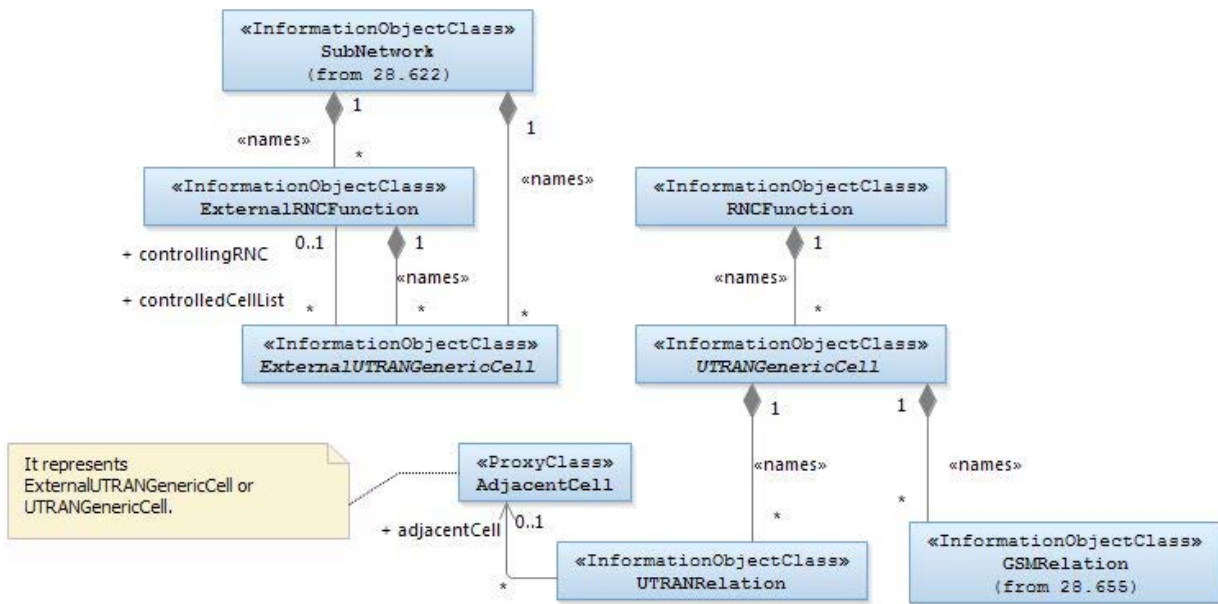 «InformationObjectClass»
SubNetwork
(from 28.622)
1
1
«names»
*
«names»
«InformationObjectClass»
ExternalRNCFunction
«InformationObjectClass»
RNCFunction
0..1
1
1
+ controllingRNC
«names»
«names»
+ controlledCellList
*
*
*
*
«InformationObjectClass»
ExternalUTRANGenericCell
«InformationObjectClass»
UTRANGenericCell
1
1
It represents
ExternalUTRANGenericCell or
UTRANGenericCell.
«ProxyClass»
AdjacentCell
«names»
«names»
+ adjacentCell
0..1
*
*
*
«InformationObjectClass»
UTRANRelation
«InformationObjectClass»
GSMRelation
(from 28.655)